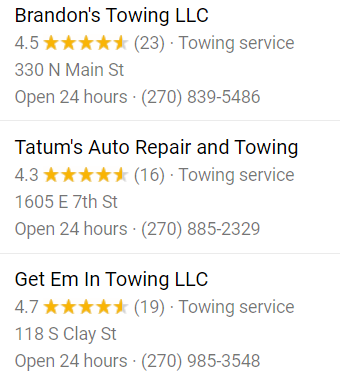 Brandon's Towing LLC
4.5 (23) · Towing service
330 N Main St
Open 24 hours · (270) 839-5486
Tatum's Auto Repair and Towing
4.3 (16) · Towing service
1605 E 7th St
Open 24 hours · (270) 885-2329
Get Em In Towing LLC
4.7 (19) · Towing service
118 S Clay St
Open 24 hours · (270) 985-3548